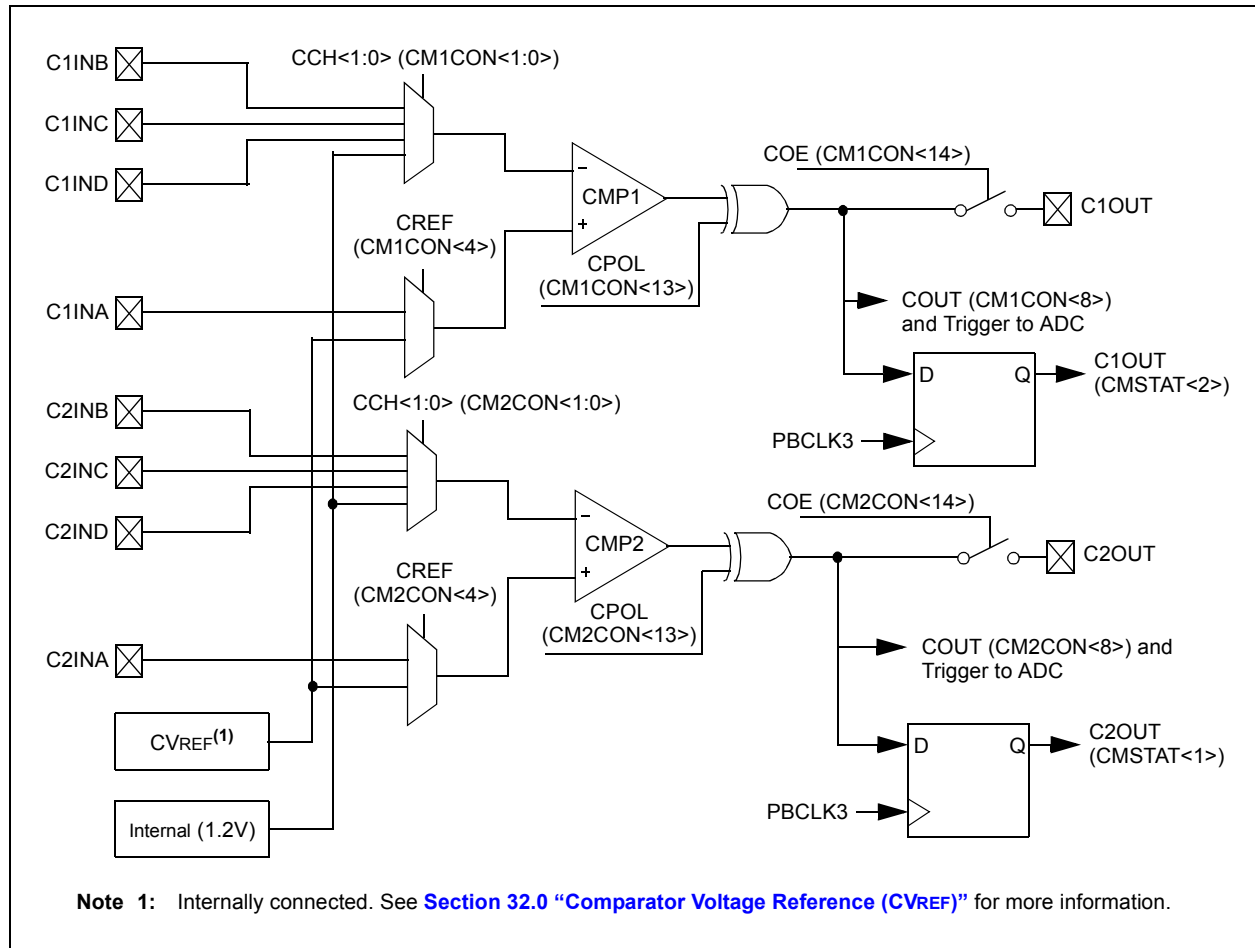 C1INB
CCH<1:0> (CM1CON<1:0>)
C1INC
COE (CM1CON<14>)
C1IND
–
CMP1
C1OUT
CREF
(CM1CON<4>)
+
CPOL
(CM1CON<13>)
C1INA
COUT (CM1CON<8>)
and Trigger to ADC
D
Q
C1OUT
(CMSTAT<2>)
C2INB
CCH<1:0> (CM2CON<1:0>)
PBCLK3
C2INC
COE (CM2CON<14>)
C2IND
–
CMP2
C2OUT
CREF
(CM2CON<4>)
+
CPOL
(CM2CON<13>)
C2INA
COUT (CM2CON<8>) and
Trigger to ADC
CVREF(1)
D
Q
C2OUT
(CMSTAT<1>)
Internal (1.2V)
PBCLK3
Note 1: Internally connected. See Section 32.0 “Comparator Voltage Reference (CVREF)” for more information.